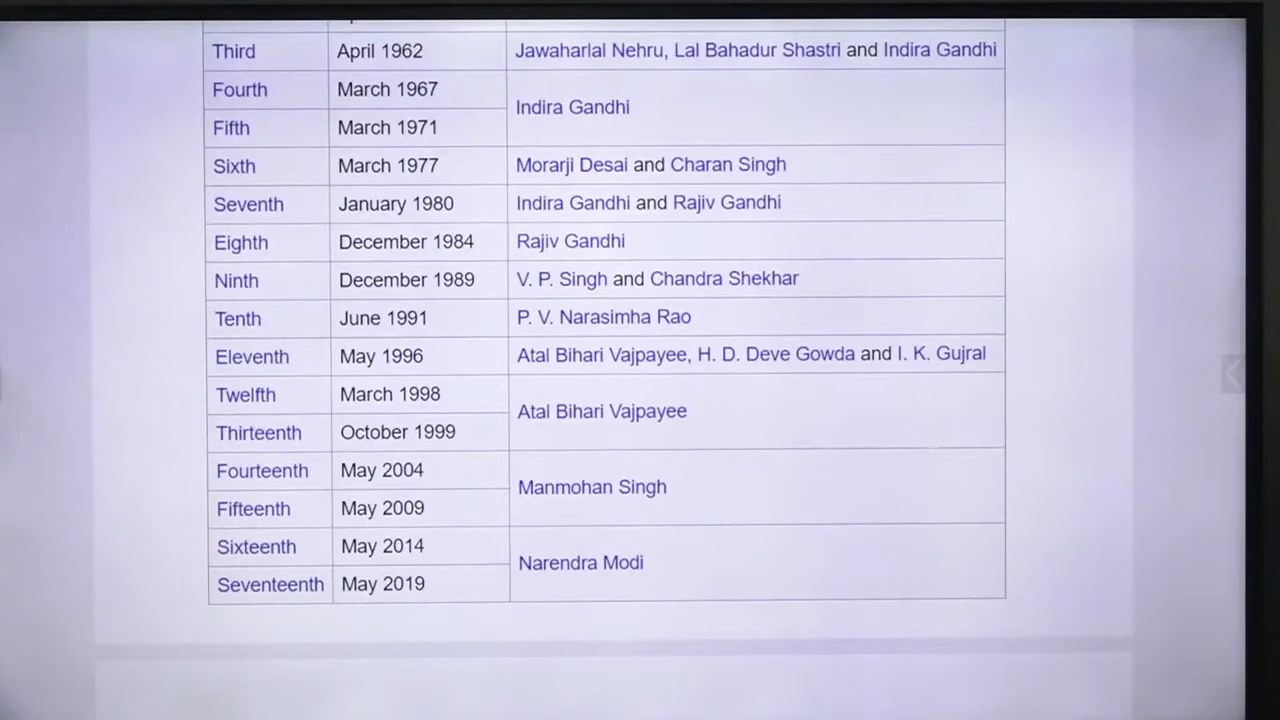 Third April 1962 Jawaharlal Nehru, Lal Bahadur Shastri and Indira Gandhi
Fourth March 1967
Indira Gandhi
Fifth March 1971
Sixth March 1977 Morarji Desai and Charan Singh
Seventh January 1980 Indira Gandhi and Rajiv Gandhi
Eighth December 1984 Rajiv Gandhi
Ninth December 1989 V. P. Singh and Chandra Shekhar
Tenth June 1991 P. V. Narasimha Rao
Eleventh May 1996 Atal Bihari Vajpayee, H. D. Deve Gowda and I. K. Gujral
Twelfth March 1998
Atal Bihari Vajpayee
Thirteenth October 1999
Fourteenth May 2004
Manmohan Singh
Fifteenth May 2009
Sixteenth May 2014
Narendra Modi
Seventeenth May 2019